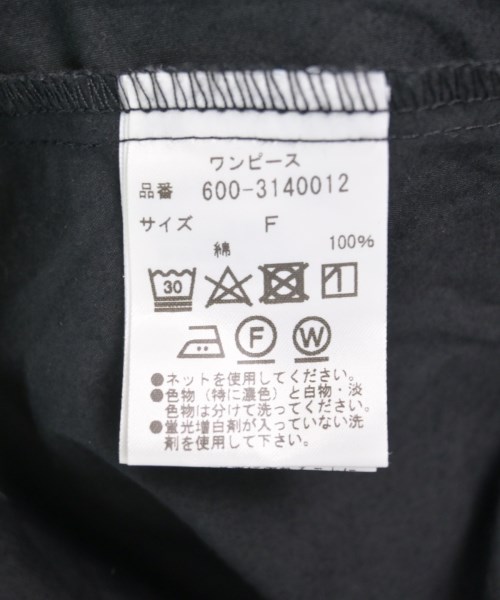 ワンピース
品番 600-3140012
サイズ F
綿 100%
30
F W
●ネットを使用してください。
●色物（特に濃色）と白物・淡
色物は分けて洗ってください。
●蛍光増白剤が入っていない洗
剤を使用して下さい。